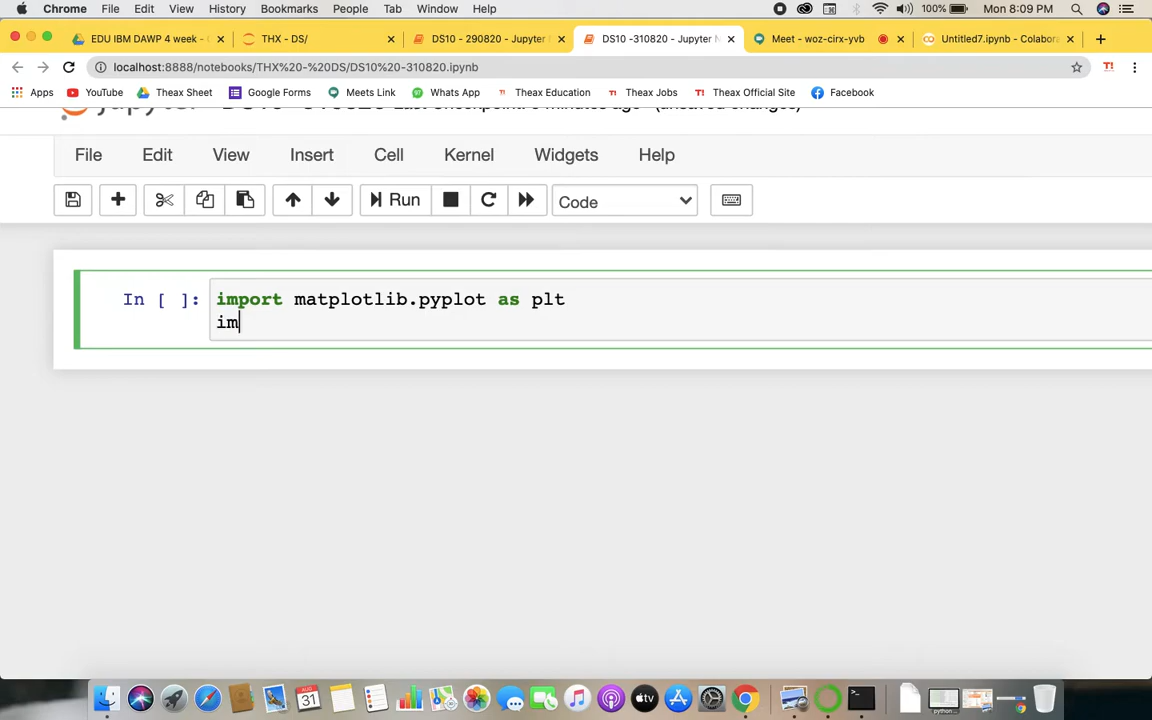 Chrome File Edit View History Bookmarks People Tab Window Help 100% Mon 8:09 PM
EDU IBM DAWP 4 week - THX - DS/ DS10 - 290820 - Jupyter DS10 -310820 - Jupyter N Meet - woz-cirx-yvb Untitled7.ipynb - Colabora
localhost:8888/notebooks/THX%20-%20DS/DS10%20-310820.ipynb
Apps YouTube Theax Sheet Google Forms Meets Link Whats App Theax Education Theax Jobs Theax Official Site Facebook
File Edit View Insert Cell Kernel Widgets Help
Run Code
In [ ]: import matplotlib.pyplot as plt
im